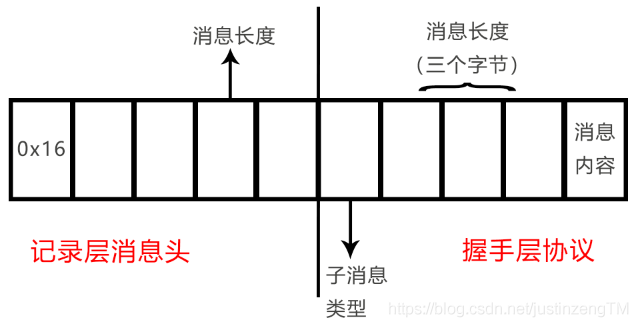 消息长度
消息长度
（三个字节）
0x16
消息
内容
记录层消息头
握手层协议
子消息
类型
https://blog.csdn.net/justinzengTM